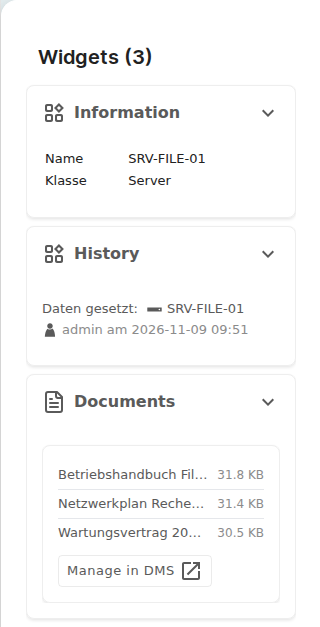 Widgets (3)
Information
Name SRV-FILE-01
Klasse Server
History
Daten gesetzt: SRV-FILE-01
admin am 2026-11-09 09:51
Documents
Betriebshandbuch Fil... 31.8 KB
Netzwerkplan Reche... 31.4 KB
Wartungsvertrag 20... 30.5 KB
Manage in DMS